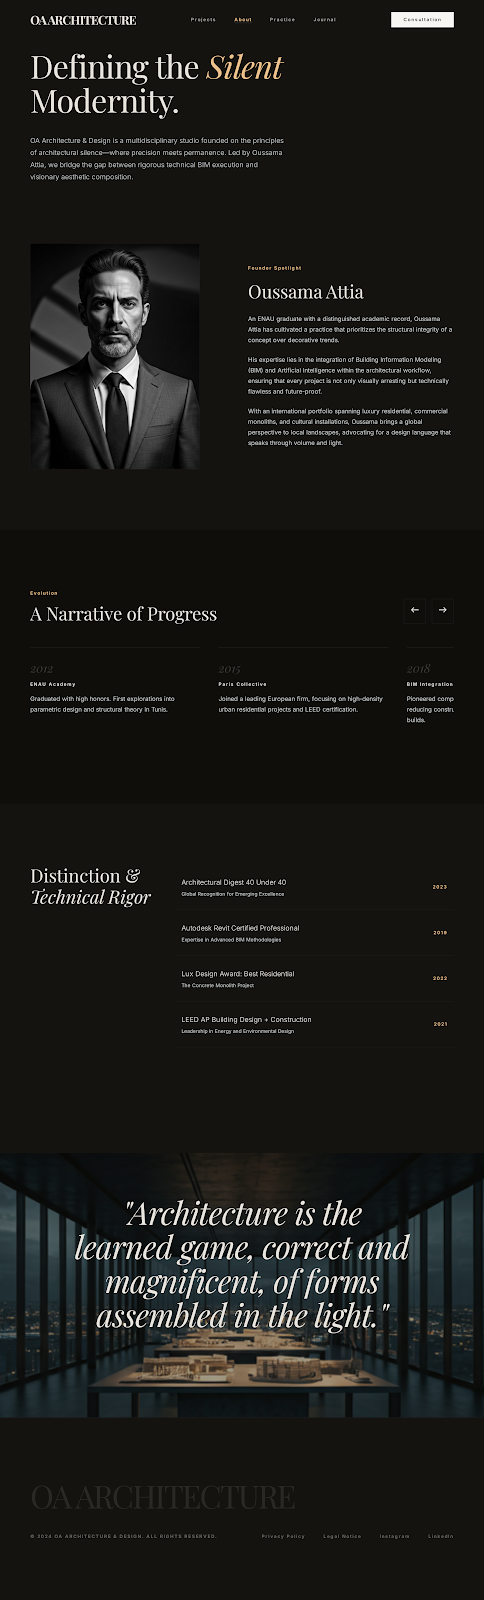 OA ARCHITECTURE
Projects
About
Practice
Journal
Consultation
Defining the Silent
Modernity.
OA Architecture & Design is a multidisciplinary studio founded on the principles
of architectural silence—where precision meets permanence. Led by Oussama
Attia, we bridge the gap between rigorous technical BIM execution and
visionary aesthetic composition.
Founder Spotlight
Oussama Attia
An ENAU graduate with a distinguished academic record, Oussama
Attia has cultivated a practice that prioritizes the structural integrity of a
concept over decorative trends.
His expertise lies in the integration of Building Information Modeling
(BIM) and Artificial Intelligence within the architectural workflow,
ensuring that every project is not only visually arresting but technically
flawless and future-proof.
With an international portfolio spanning luxury residential, commercial
monoliths, and cultural installations, Oussama brings a global
perspective to local landscapes, advocating for a design language that
speaks through volume and light.
Evolution
A Narrative of Progress
2012
ENAU Academy
Graduated with high honors. First explorations into
parametric design and structural theory in Tunis.
2015
Paris Collective
Joined a leading European firm, focusing on high-density
urban residential projects and LEED certification.
2018
BIM Integration
Pioneered comp
reducing constru
builds.
Distinction &
Technical Rigor
Architectural Digest 40 Under 40
Global Recognition for Emerging Excellence
2023
Autodesk Revit Certified Professional
Expertise in Advanced BIM Methodologies
2019
Lux Design Award: Best Residential
The Concrete Monolith Project
2022
LEED AP Building Design + Construction
Leadership in Energy and Environmental Design
2021
"Architecture is the
learned game, correct and
magnificent, of forms
assembled in the light."
OA ARCHITECTURE
© 2024 OA ARCHITECTURE & DESIGN. ALL RIGHTS RESERVED.
Privacy Policy
Legal Notice
Instagram
LinkedIn